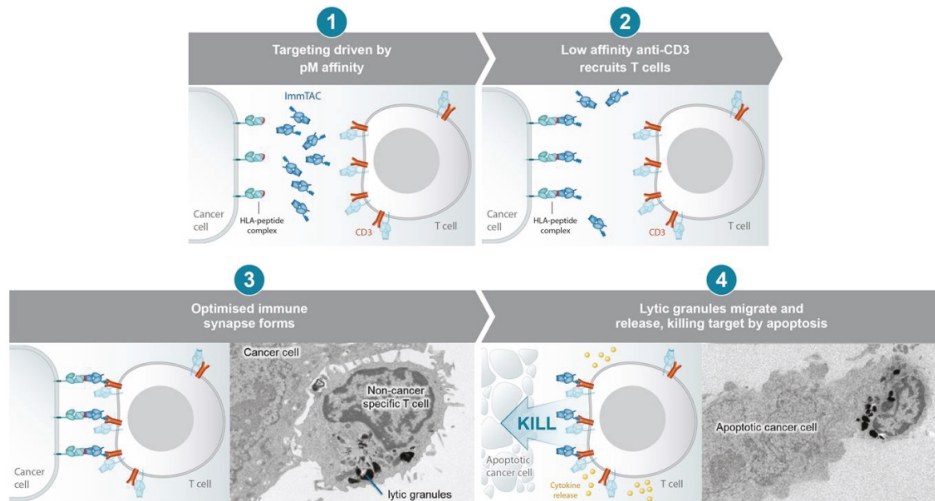 1
Targeting driven by
pM affinity
ImmTAC
Cancer
cell
HLA-peptide
complex
CD3
T cell
2
Low affinity anti-CD3
recruits T cells
Cancer
cell
HLA-peptide
complex
CD3
T cell
3
Optimised immune
synapse forms
Cancer
cell
T cell
Cancer cell
Non-cancer
specific T cell
lytic granules
4
Lytic granules migrate and
release, killing target by apoptosis
KILL
Apoptotic
cancer cell
Cytokine
release
T cell
Apoptotic cancer cell